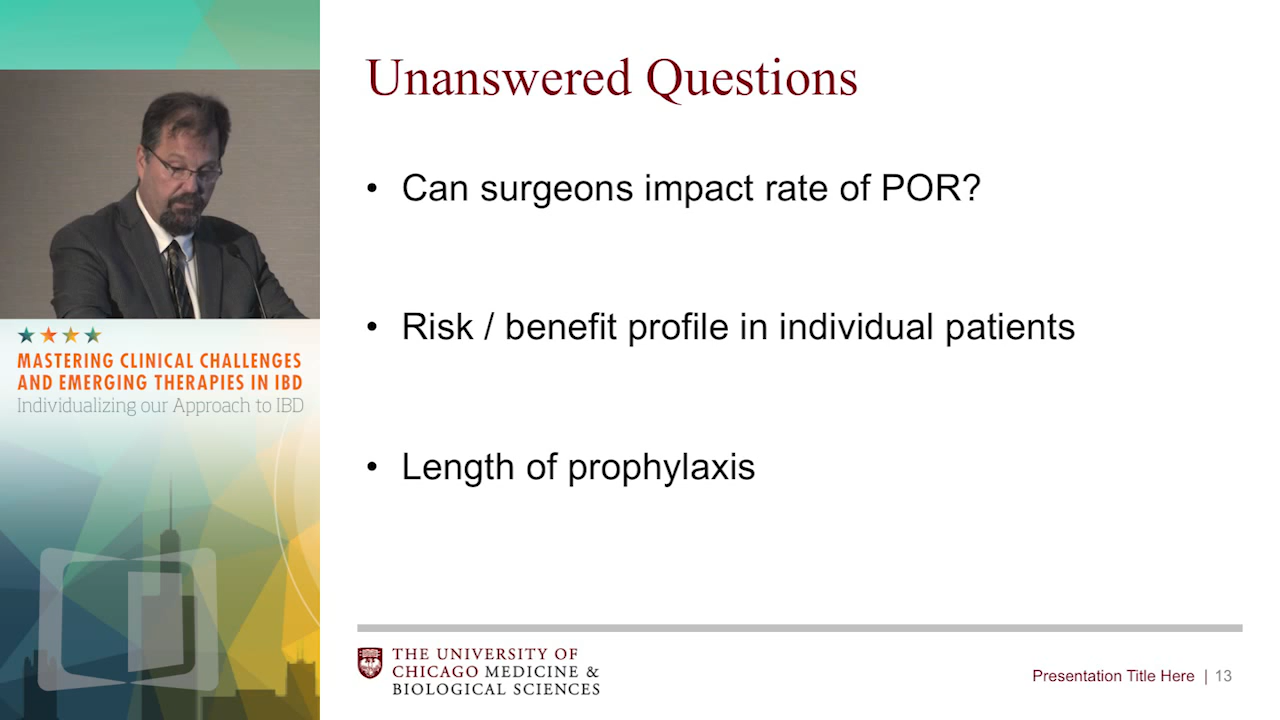 Unanswered Questions
• Can surgeons impact rate of POR?
• Risk / benefit profile in individual patients
• Length of prophylaxis
MASTERING CLINICAL CHALLENGES
AND EMERGING THERAPIES IN IBD
Individualizing our Approach to IBD
THE UNIVERSITY OF
CHICAGO MEDICINE &
BIOLOGICAL SCIENCES
Presentation Title Here | 13